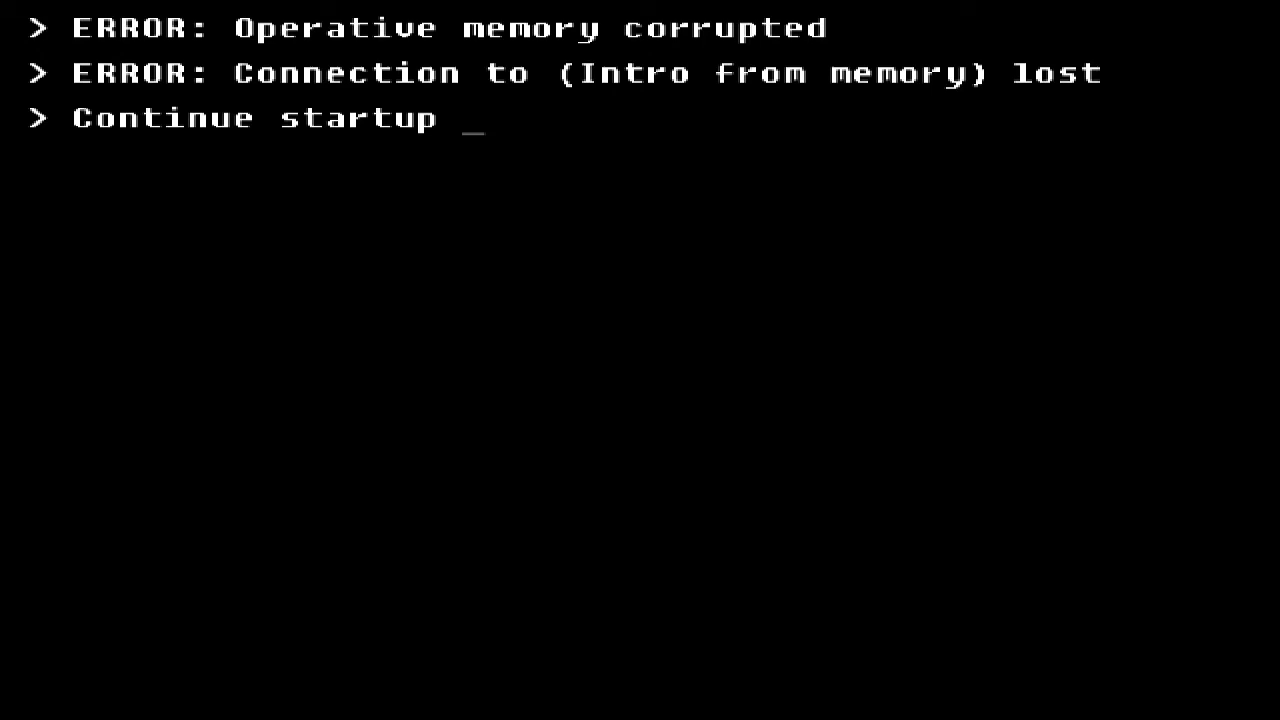 > ERROR: Operative memory corrupted
> ERROR: Connection to (Intro from memory) lost
> Continue startup _